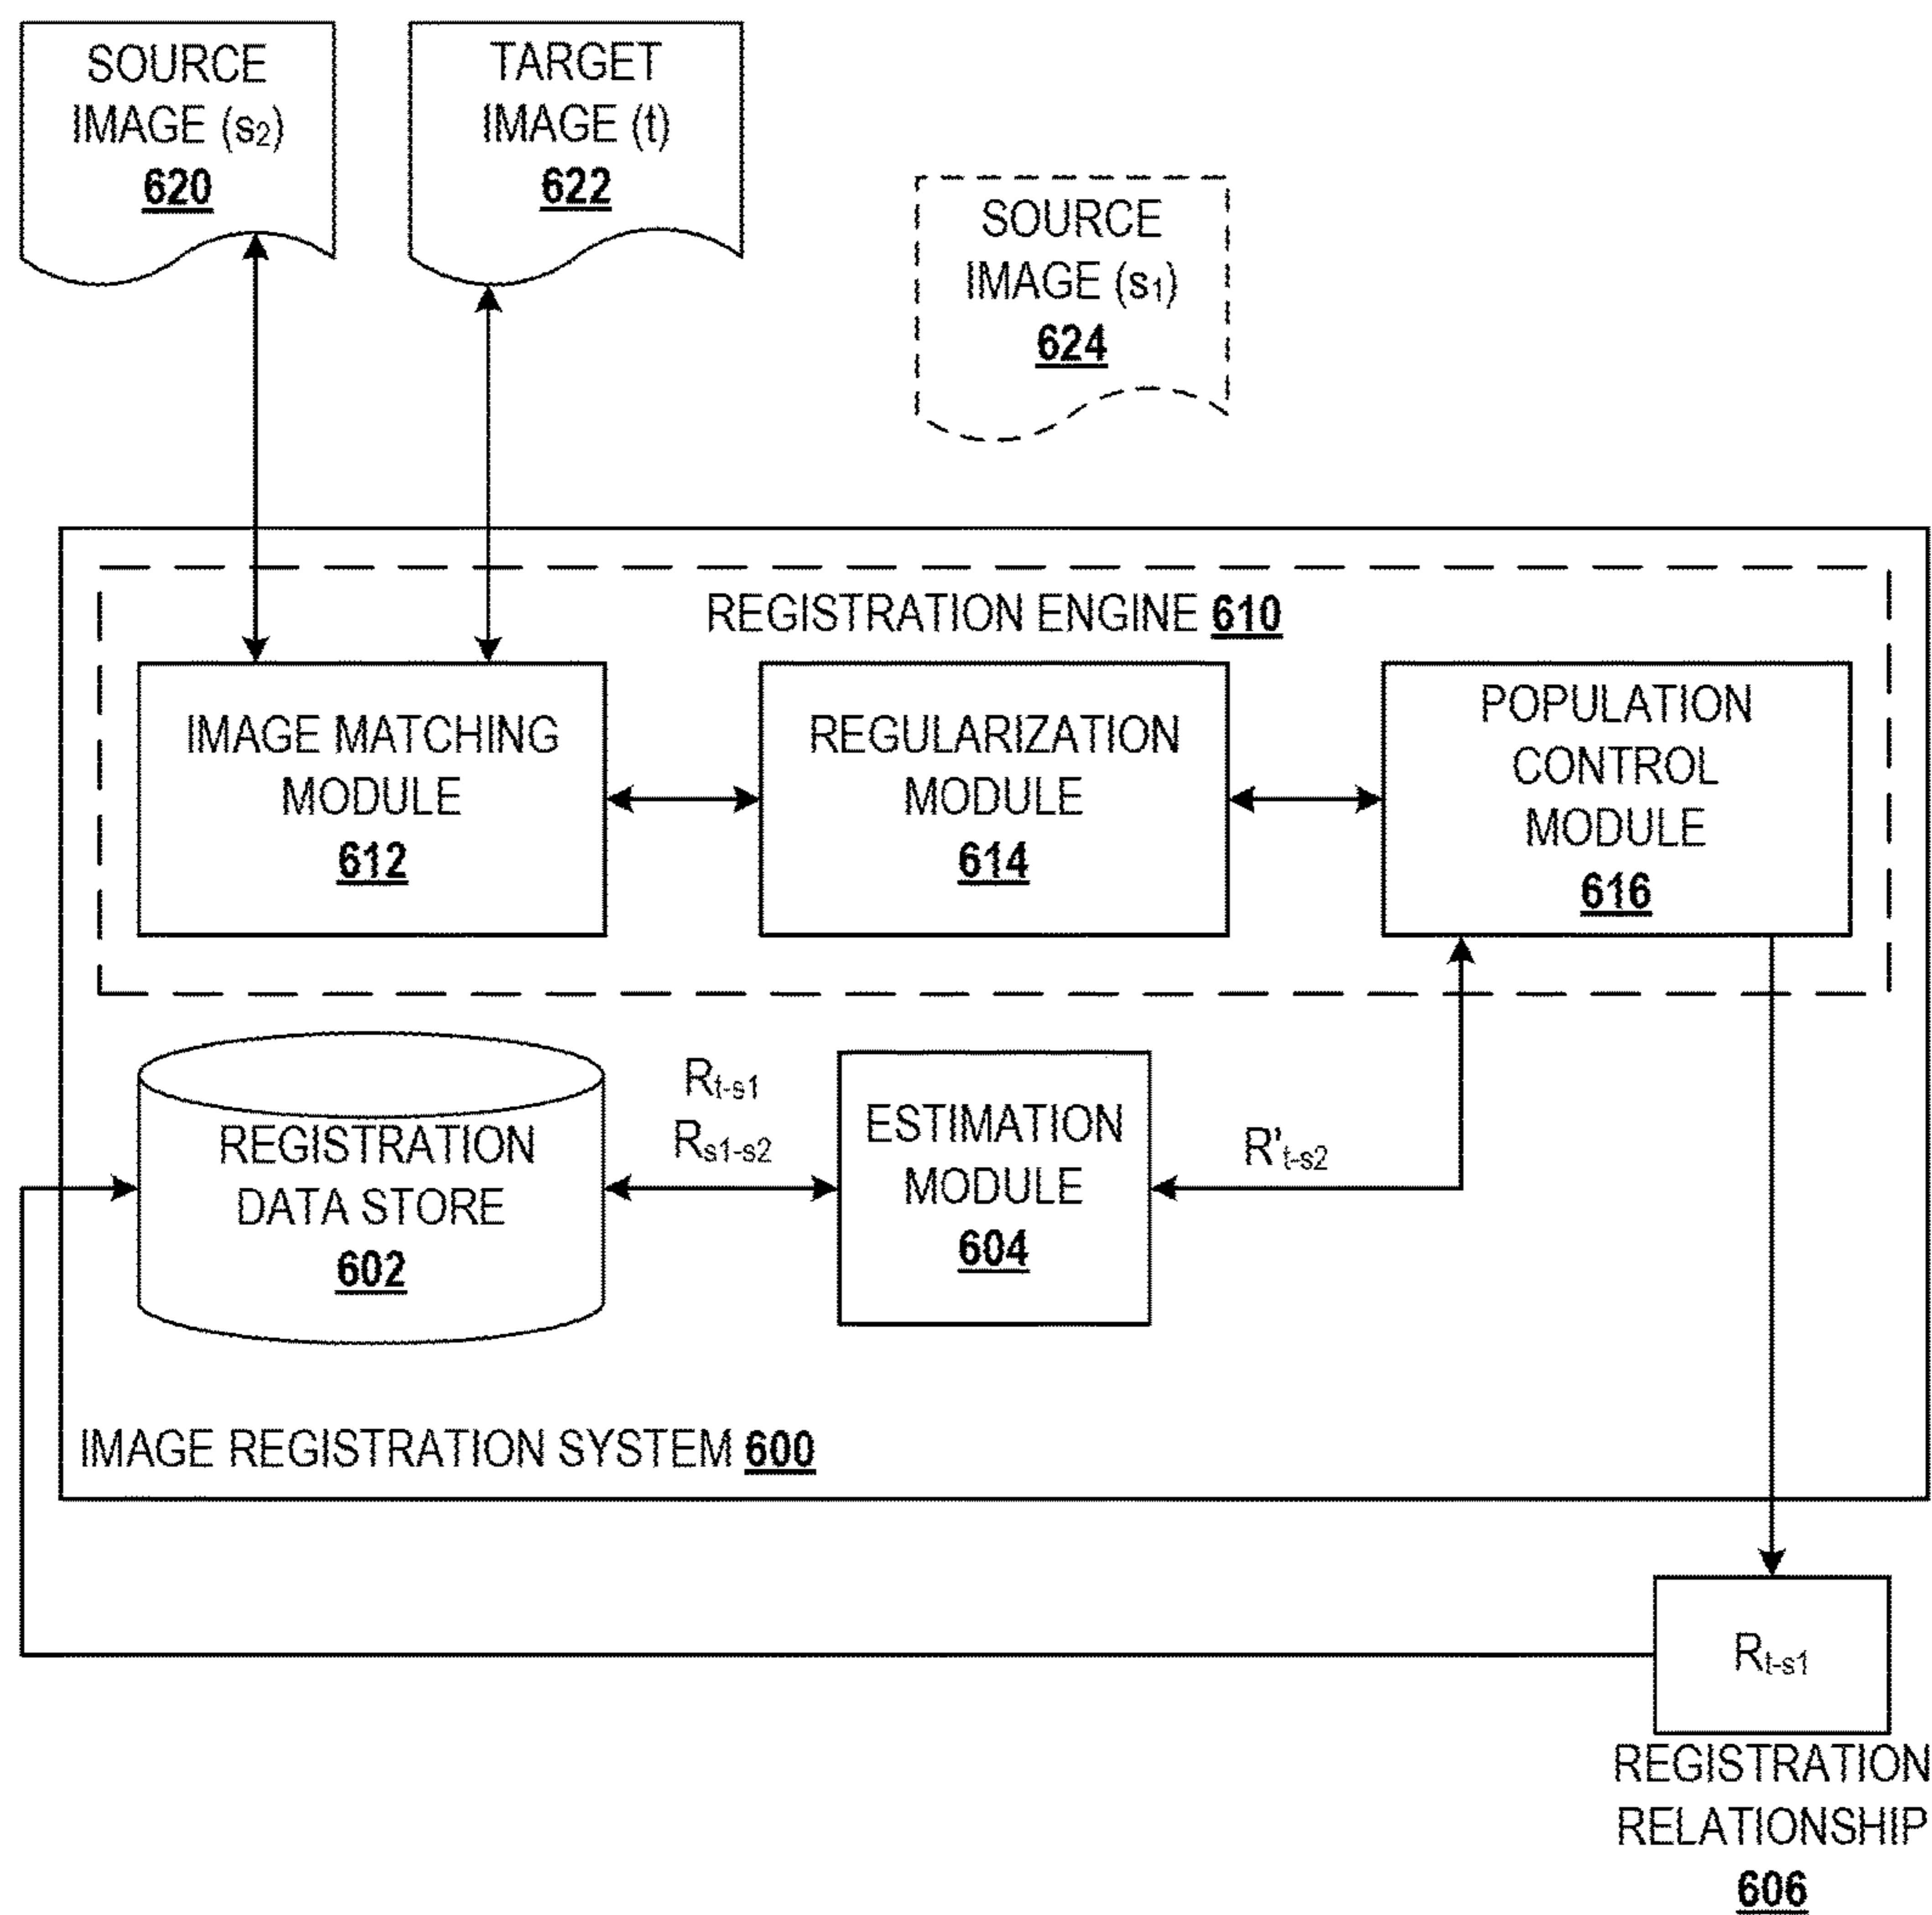 SOURCE
IMAGE (s2)
620
TARGET
IMAGE (t)
622
SOURCE
IMAGE (s1)
624
REGISTRATION ENGINE 610
IMAGE MATCHING
MODULE
612
REGULARIZATION
MODULE
614
POPULATION
CONTROL
MODULE
616
REGISTRATION
DATA STORE
602
Rt-s1
Rs1-s2
ESTIMATION
MODULE
604
R't-s2
IMAGE REGISTRATION SYSTEM 600
Rt-s1
REGISTRATION
RELATIONSHIP
606